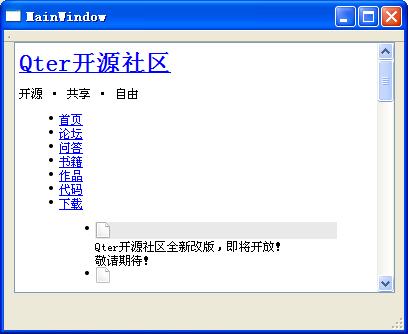 MainWindow
Qter开源社区
开源 • 共享 • 自由
首页
论坛
问答
书籍
作品
代码
下载
Qter开源社区全新改版，即将开放！
敬请期待！